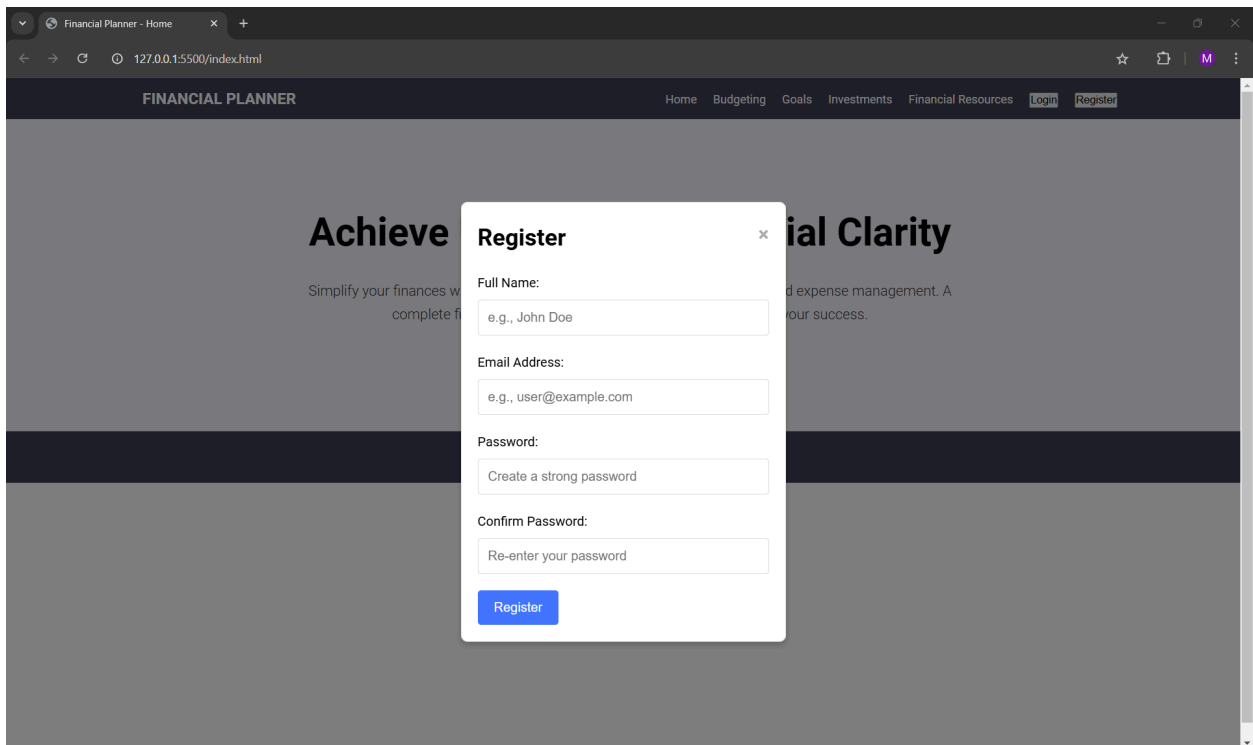 Financial Planner - Home
127.0.0.1:5500/index.html
M
FINANCIAL PLANNER
Home Budgeting Goals Investments Financial Resources Login Register
Achieve ial Clarity
Simplify your finances w d expense management. A
complete fi your success.
Register ×
Full Name:
e.g., John Doe
Email Address:
e.g., user@example.com
Password:
Create a strong password
Confirm Password:
Re-enter your password
Register